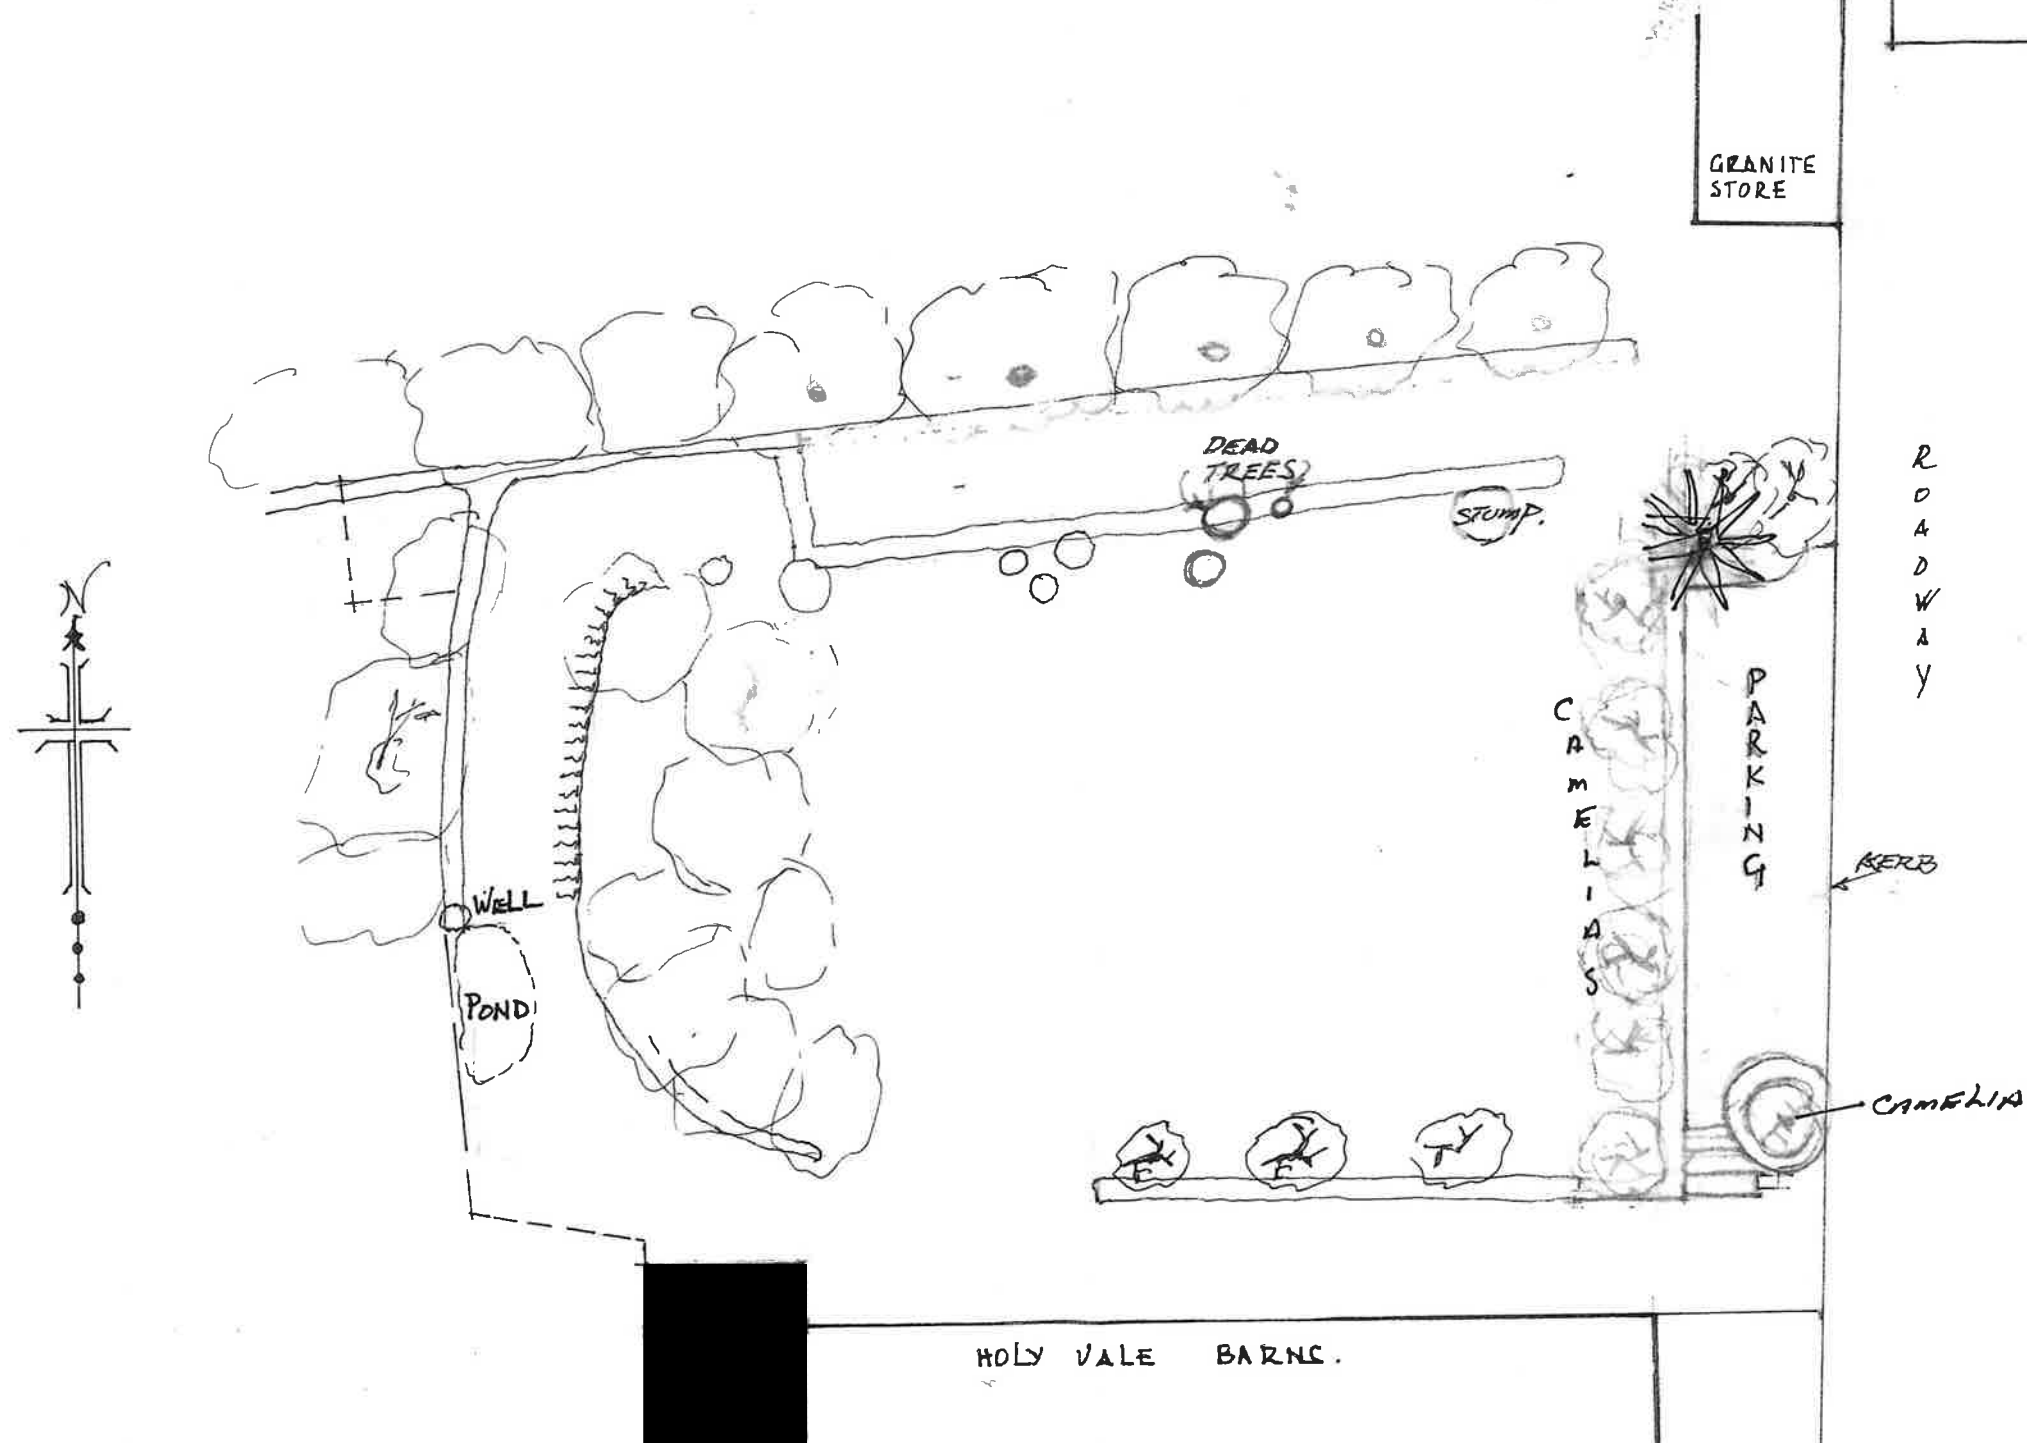 GRANITE
STORE
DEAD
TREES
STUMP.
ROADWAY
N
PARKING
CAMELIAS
KERB
WELL
POND
CAMELIA
HOLY VALE BARNS.